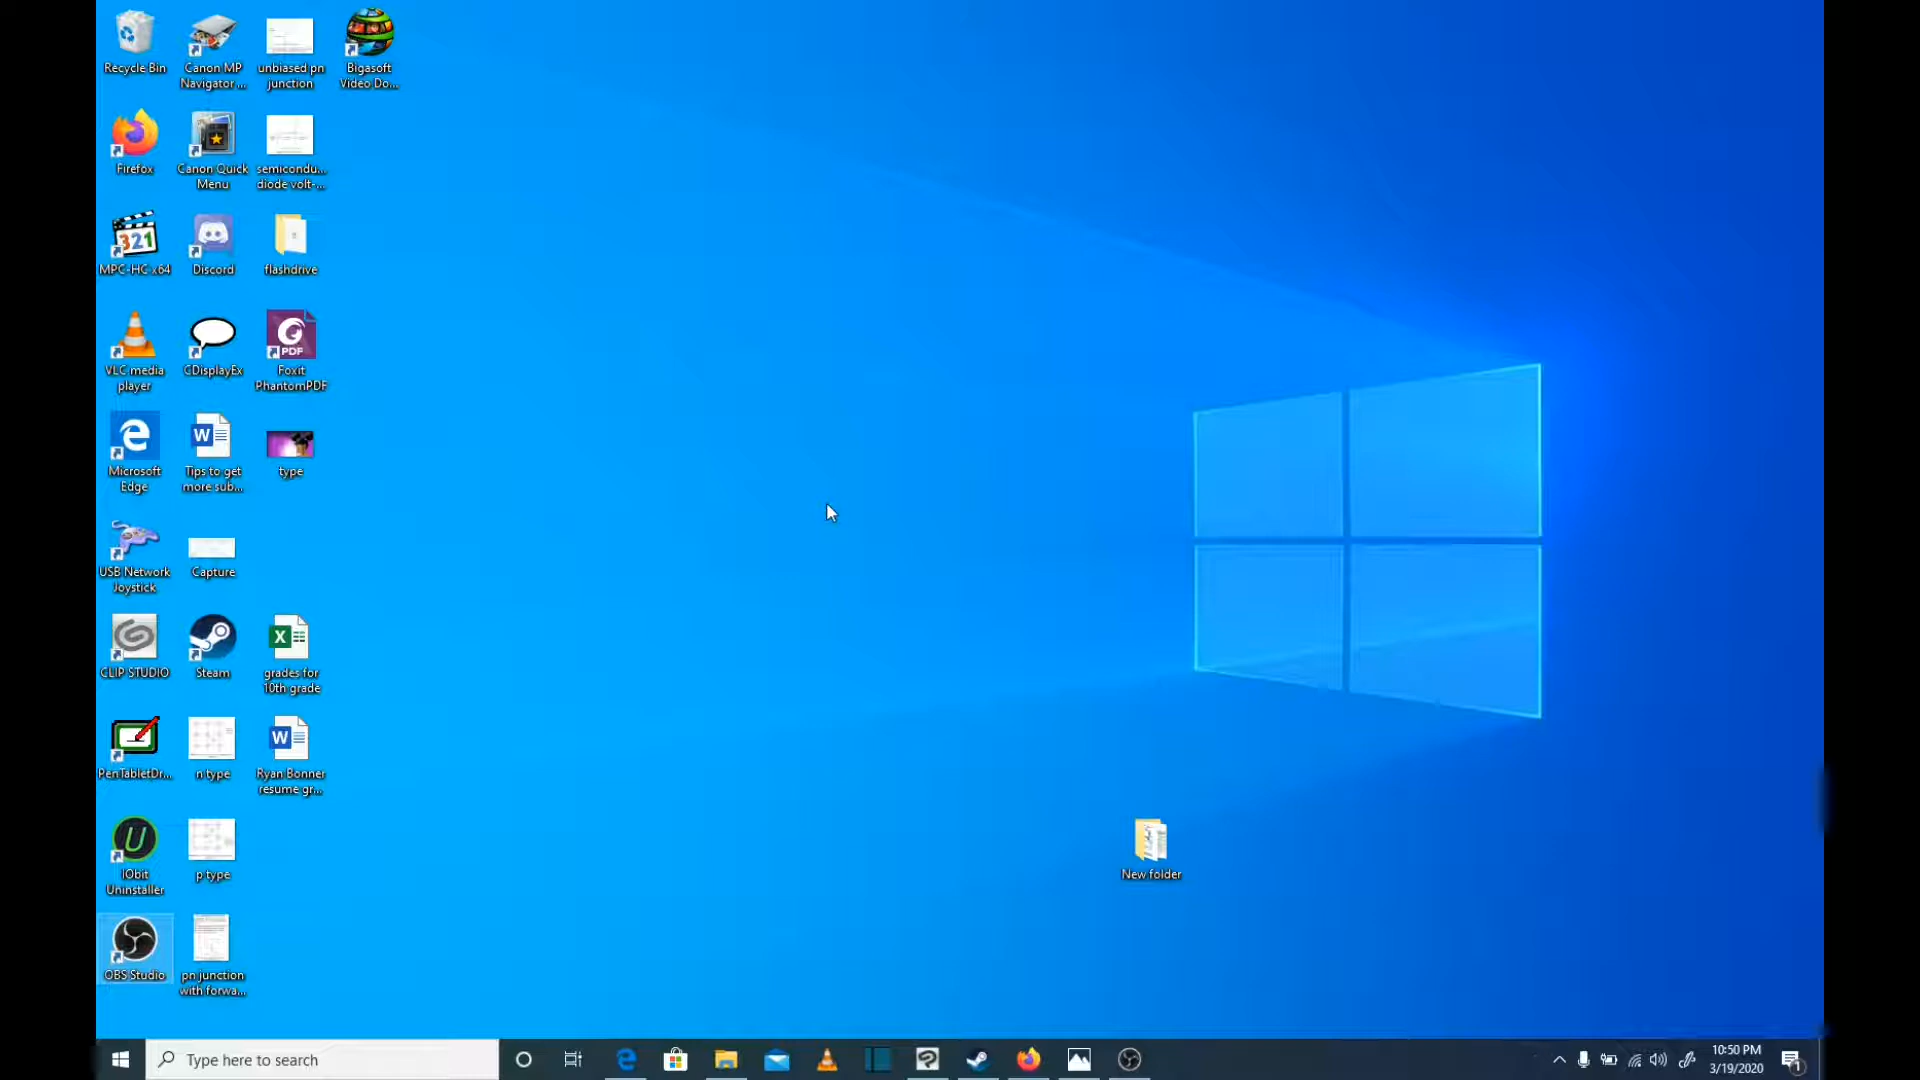 Recycle Bin
Canon MP
Navigator ...
unbiased pn
junction
Bigasoft
Video Do...
Firefox
Canon Quick
Menu
semicondu...
diode volt-...
321
MPC-HC x64
Discord
flashdrive
VLC media
player
CDisplayEx
PDF
Foxit
PhantomPDF
Microsoft
Edge
W
Tips to get
more sub...
type
USB Network
Joystick
Capture
CLIP STUDIO
Steam
X
grades for
10th grade
PenTabletDr...
n type
W
Ryan Bonner
resume gr...
IObit
Uninstaller
p type
New folder
OBS Studio
pn junction
with forwa...
Type here to search
10:50 PM
3/19/2020
1